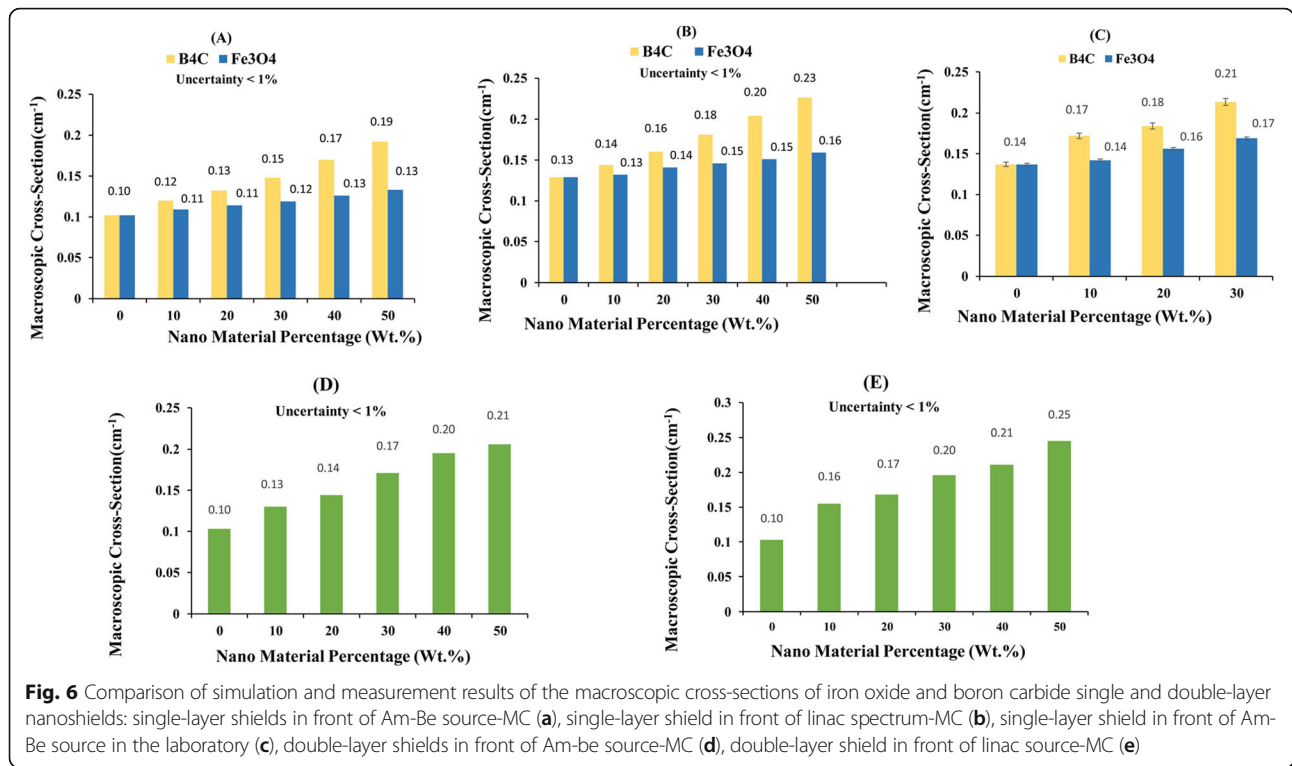 (A)
B4C Fe3O4
Uncertainty < 1%
Macroscopic Cross-Section(cm⁻¹)
0.25
0.2
0.15
0.1
0.05
0
0.10
0.12
0.11
0.13
0.11
0.15
0.12
0.17
0.13
0.19
0.13
0 10 20 30 40 50
Nano Material Percentage (Wt.%)
(B)
B4C Fe3O4
Uncertainty < 1%
Macroscopic Cross-Section(cm⁻¹)
0.25
0.2
0.15
0.1
0.05
0
0.13
0.14
0.13
0.16
0.14
0.18
0.15
0.20
0.15
0.23
0.16
0 10 20 30 40 50
Nano Material Percentage (Wt.%)
(C)
B4C Fe3O4
Macroscopic Cross-Section(cm⁻¹)
0.25
0.2
0.15
0.1
0.05
0
0.14
0.17
0.14
0.18
0.16
0.21
0.17
0 10 20 30
Nano Material Percentage (Wt.%)
(D)
Uncertainty < 1%
Macroscopic Cross-Section(cm⁻¹)
0.25
0.2
0.15
0.1
0.05
0
0.10
0.13
0.14
0.17
0.20
0.21
0 10 20 30 40 50
Nano Material Percentage (Wt.%)
(E)
Uncertainty < 1%
Macroscopic Cross-Section(cm⁻¹)
0.3
0.25
0.2
0.15
0.1
0.05
0
0.10
0.16
0.17
0.20
0.21
0.25
0 10 20 30 40 50
Nano Material Percentage (Wt.%)
Fig. 6 Comparison of simulation and measurement results of the macroscopic cross-sections of iron oxide and boron carbide single and double-layer
nanoshields: single-layer shields in front of Am-Be source-MC (a), single-layer shield in front of linac spectrum-MC (b), single-layer shield in front of Am-
Be source in the laboratory (c), double-layer shields in front of Am-be source-MC (d), double-layer shield in front of linac source-MC (e)